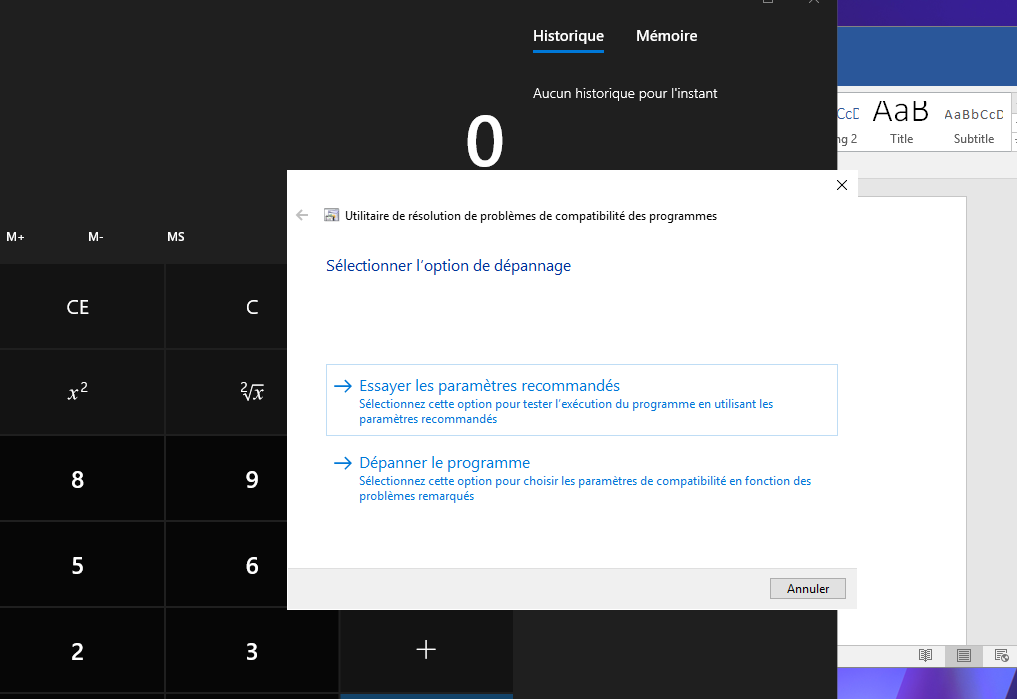 Historique Mémoire
Aucun historique pour l'instant
0
AaB AaBbCcD
ng 2 Title Subtitle
Utilitaire de résolution de problèmes de compatibilité des programmes
M+ M- MS
Sélectionner l'option de dépannage
CE C
Essayer les paramètres recommandés
Sélectionnez cette option pour tester l'exécution du programme en utilisant les
paramètres recommandés
x² ²√x
Dépanner le programme
Sélectionnez cette option pour choisir les paramètres de compatibilité en fonction des
problèmes remarqués
8 9
5 6
Annuler
2 3 +